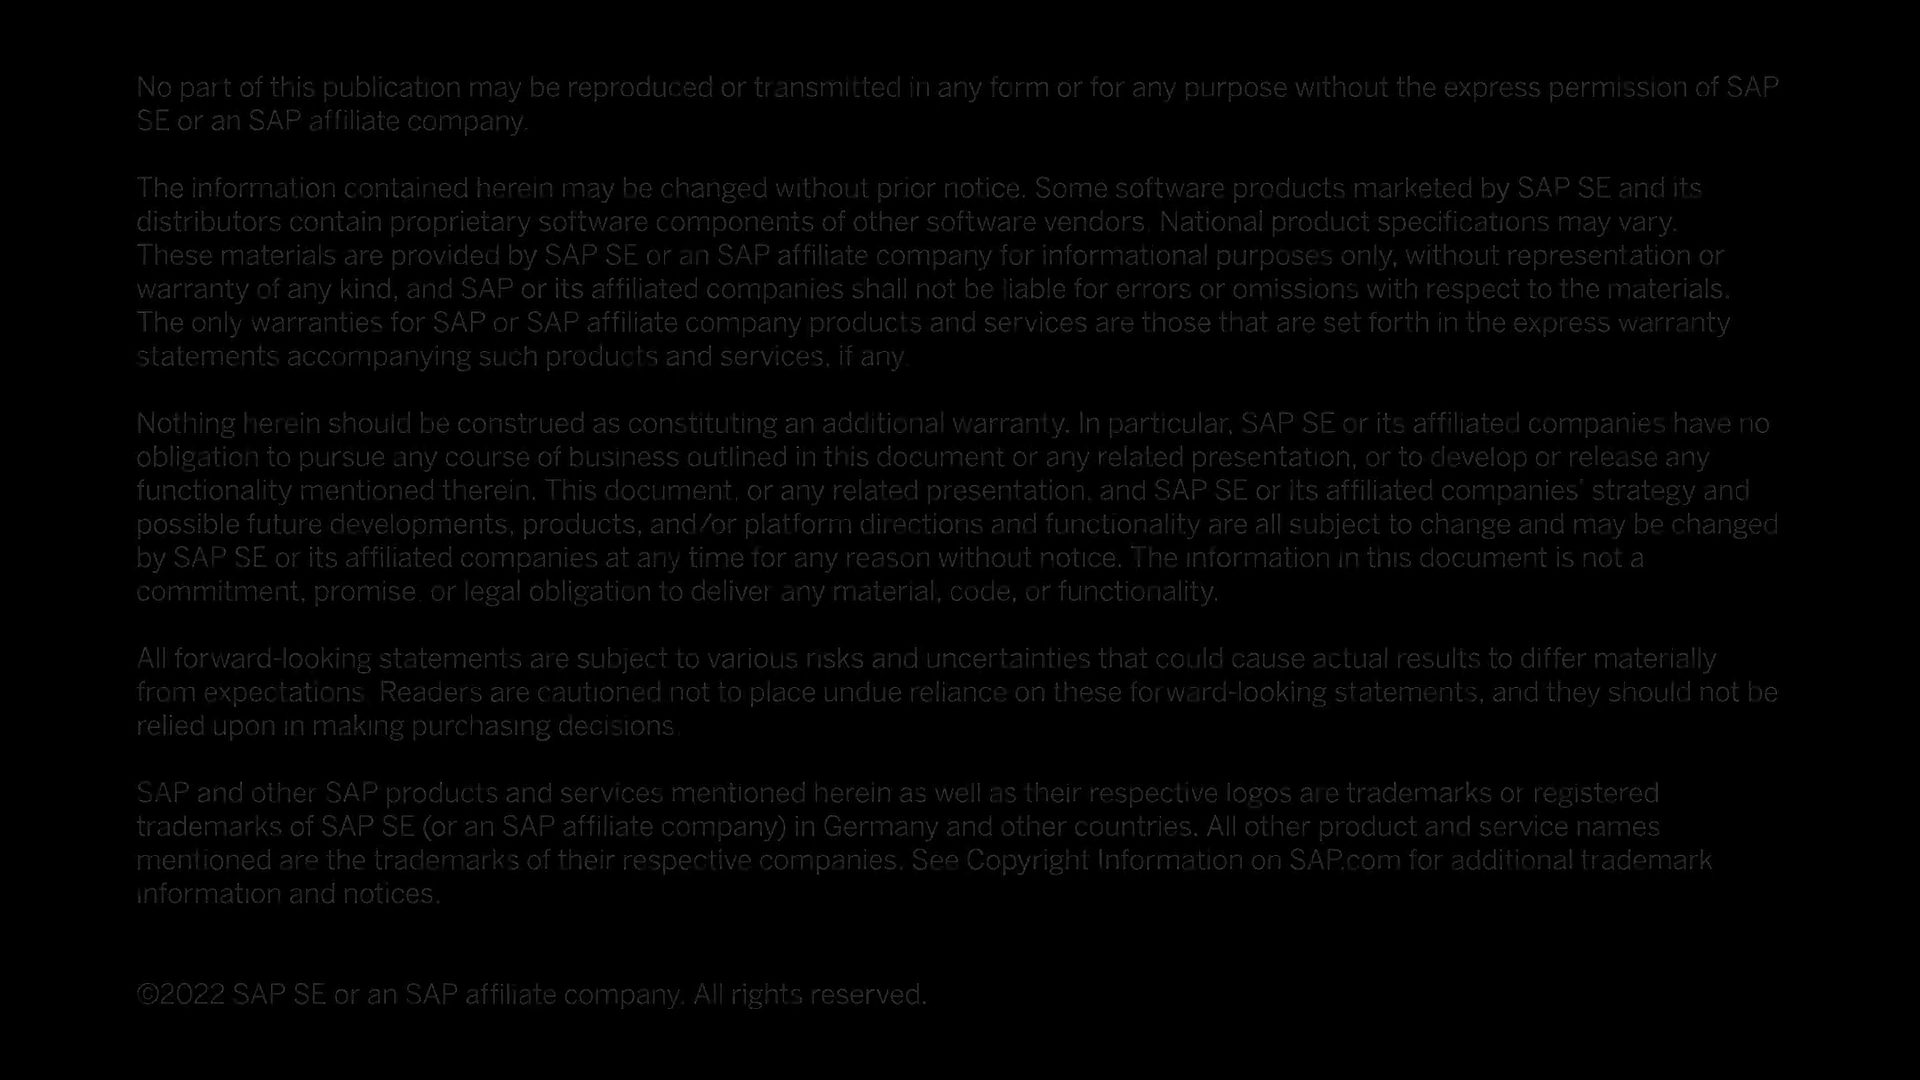 No part of this publication may be reproduced or transmitted in any form or for any purpose without the express permission of SAP
SE or an SAP affiliate company.
The information contained herein may be changed without prior notice. Some software products marketed by SAP SE and its
distributors contain proprietary software components of other software vendors. National product specifications may vary.
These materials are provided by SAP SE or an SAP affiliate company for informational purposes only, without representation or
warranty of any kind, and SAP or its affiliated companies shall not be liable for errors or omissions with respect to the materials.
The only warranties for SAP or SAP affiliate company products and services are those that are set forth in the express warranty
statements accompanying such products and services, if any.
Nothing herein should be construed as constituting an additional warranty. In particular, SAP SE or its affiliated companies have no
obligation to pursue any course of business outlined in this document or any related presentation, or to develop or release any
functionality mentioned therein. This document, or any related presentation, and SAP SE or its affiliated companies' strategy and
possible future developments, products, and/or platform directions and functionality are all subject to change and may be changed
by SAP SE or its affiliated companies at any time for any reason without notice. The information in this document is not a
commitment, promise, or legal obligation to deliver any material, code, or functionality.
All forward-looking statements are subject to various risks and uncertainties that could cause actual results to differ materially
from expectations. Readers are cautioned not to place undue reliance on these forward-looking statements, and they should not be
relied upon in making purchasing decisions.
SAP and other SAP products and services mentioned herein as well as their respective logos are trademarks or registered
trademarks of SAP SE (or an SAP affiliate company) in Germany and other countries. All other product and service names
mentioned are the trademarks of their respective companies. See Copyright Information on SAP.com for additional trademark
information and notices.
©2022 SAP SE or an SAP affiliate company. All rights reserved.